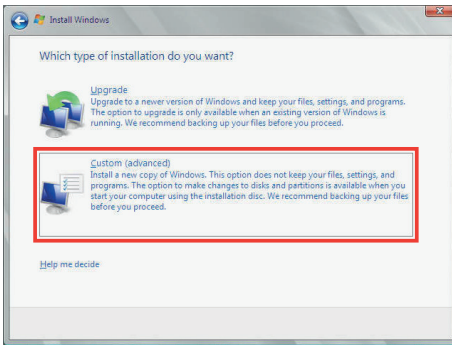 Install Windows
Which type of installation do you want?
Upgrade
Upgrade to a newer version of Windows and keep your files, settings, and programs.
The option to upgrade is only available when an existing version of Windows is
running. We recommend backing up your files before you proceed.
Custom (advanced)
Install a new copy of Windows. This option does not keep your files, settings, and
programs. The option to make changes to disks and partitions is available when you
start your computer using the installation disc. We recommend backing up your files
before you proceed.
Help me decide